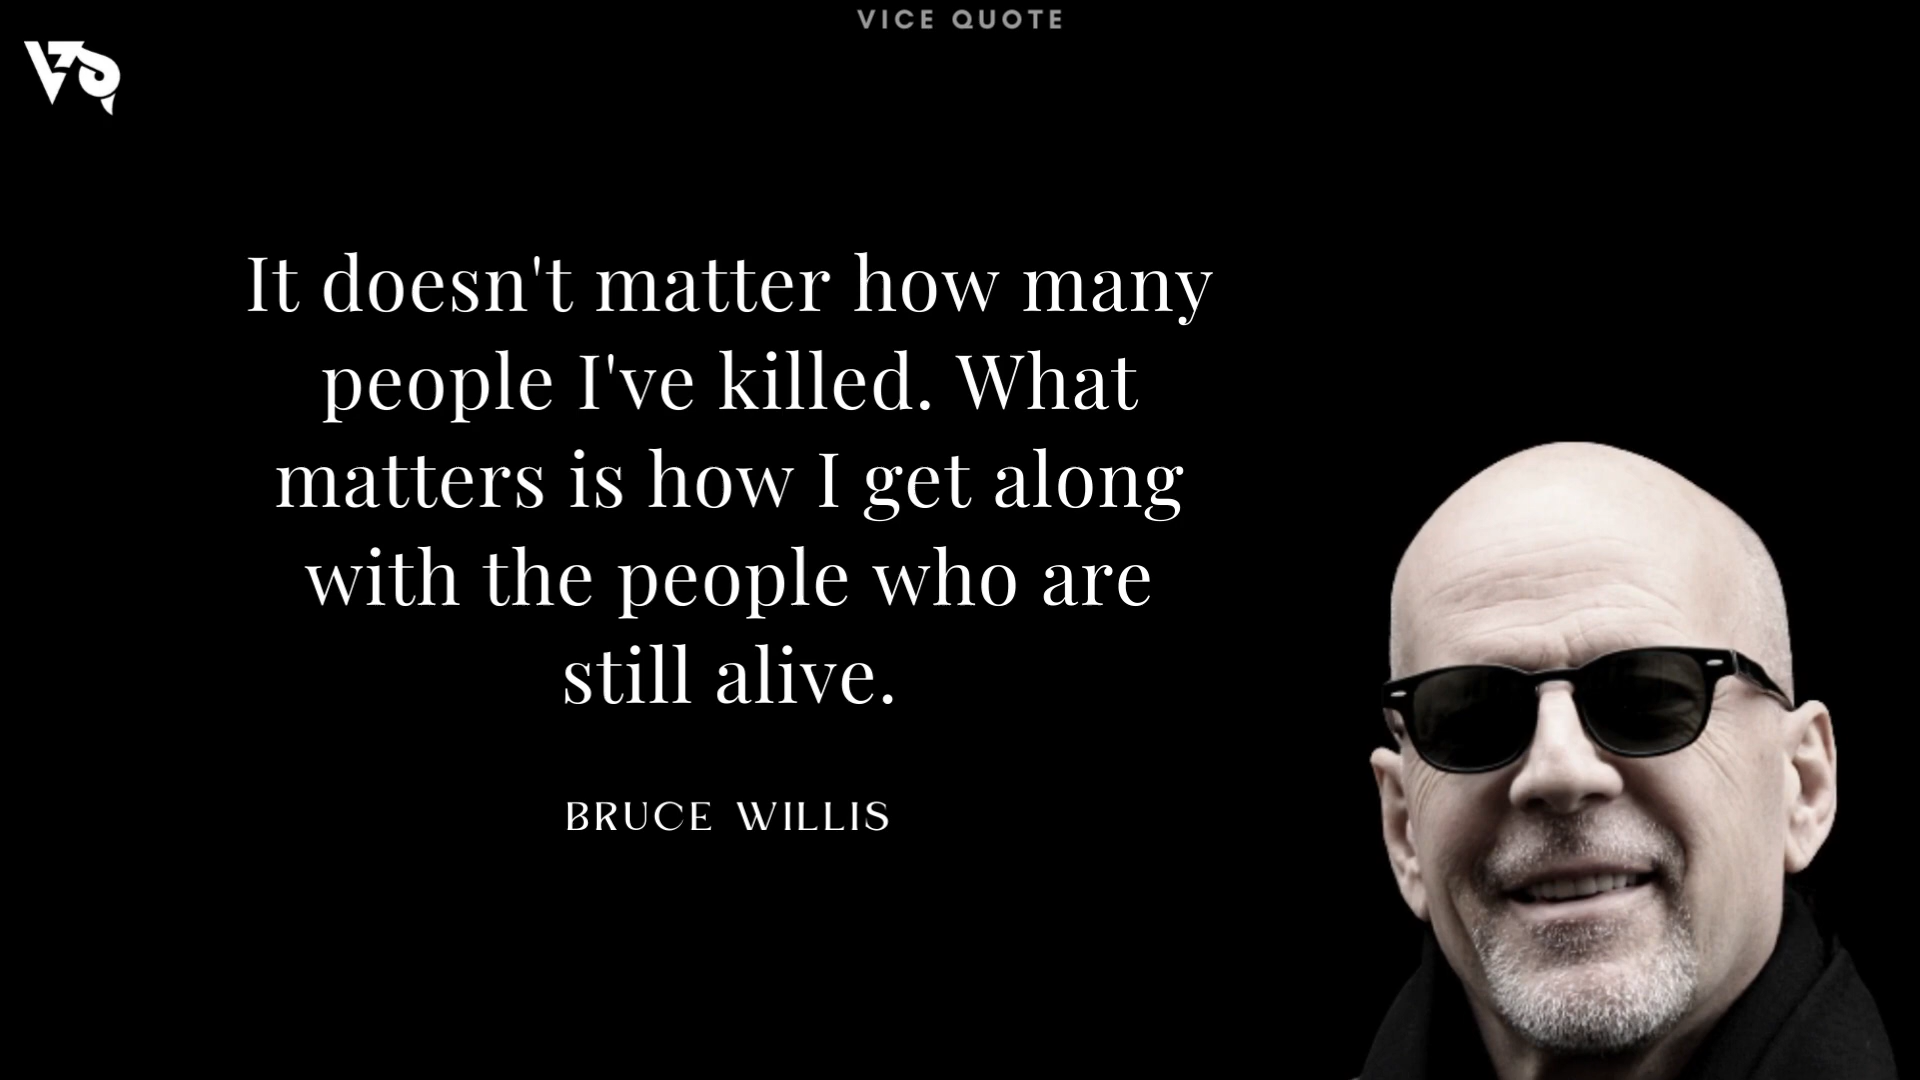 VICE QUOTE
VQ
It doesn't matter how many
people I've killed. What
matters is how I get along
with the people who are
still alive.
BRUCE WILLIS